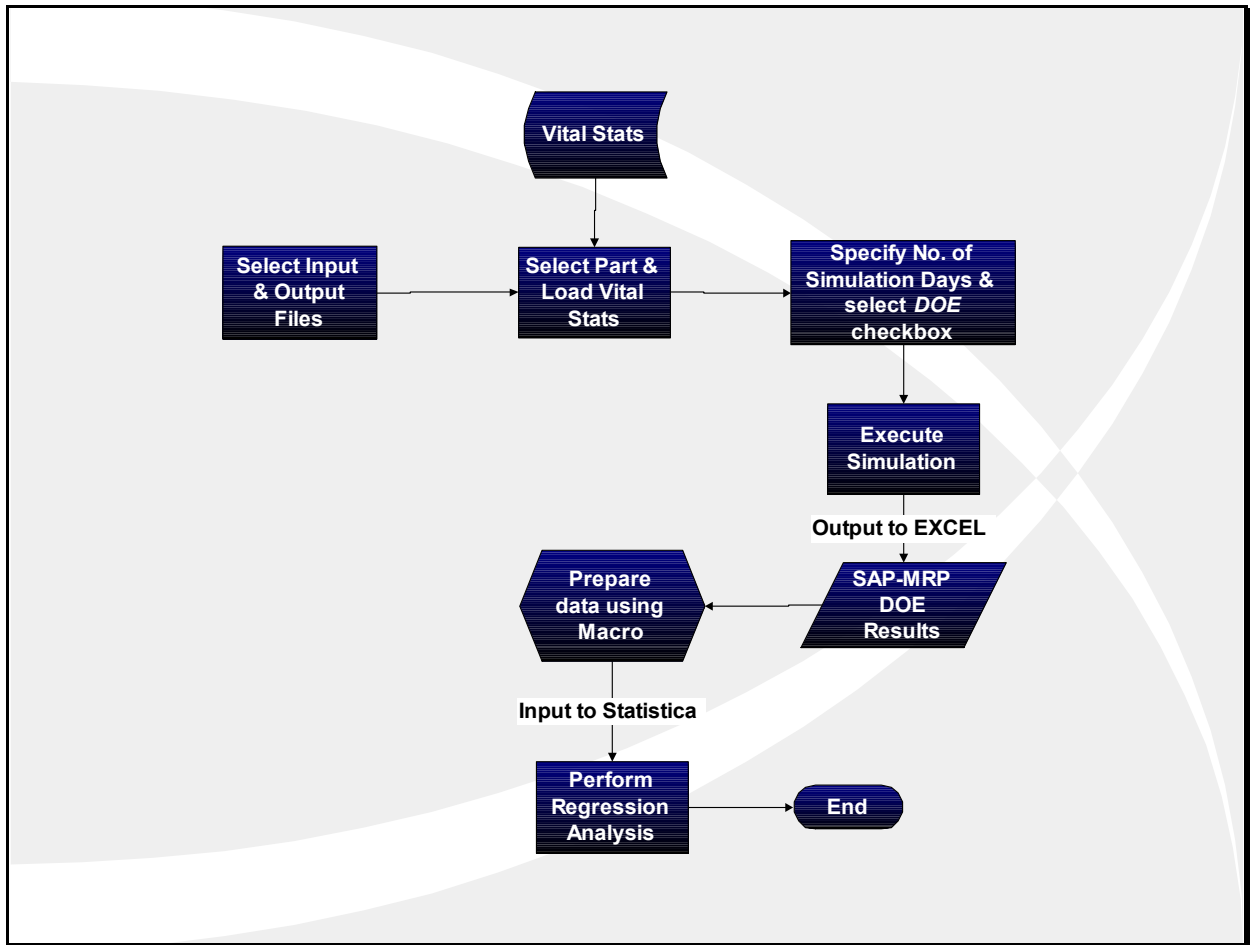 Vital Stats
Select Input
& Output
Files
Select Part &
Load Vital
Stats
Specify No. of
Simulation Days &
select DOE
checkbox
Execute
Simulation
Output to EXCEL
SAP-MRP
DOE
Results
Prepare
data using
Macro
Input to Statistica
Perform
Regression
Analysis
End